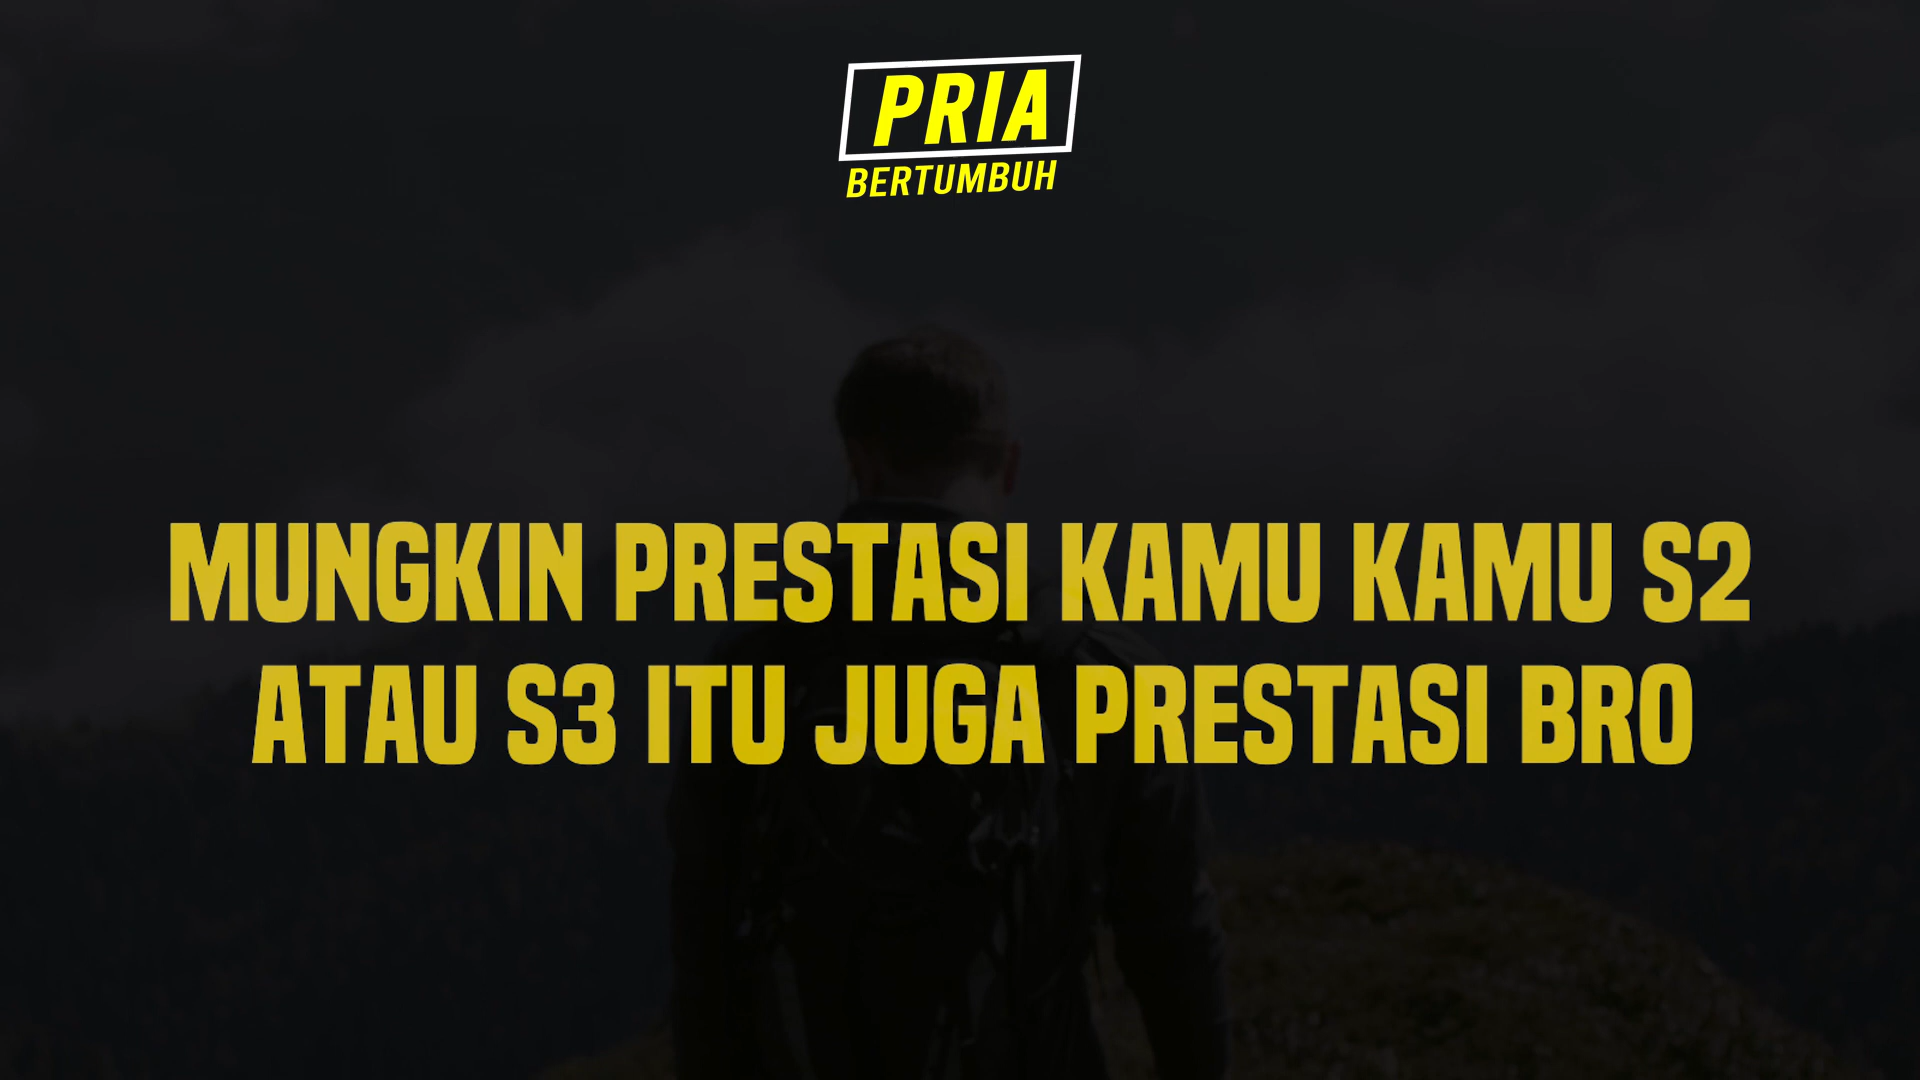 PRIA
BERTUMBUH
MUNGKIN PRESTASI KAMU KAMU S2
ATAU S3 ITU JUGA PRESTASI BRO